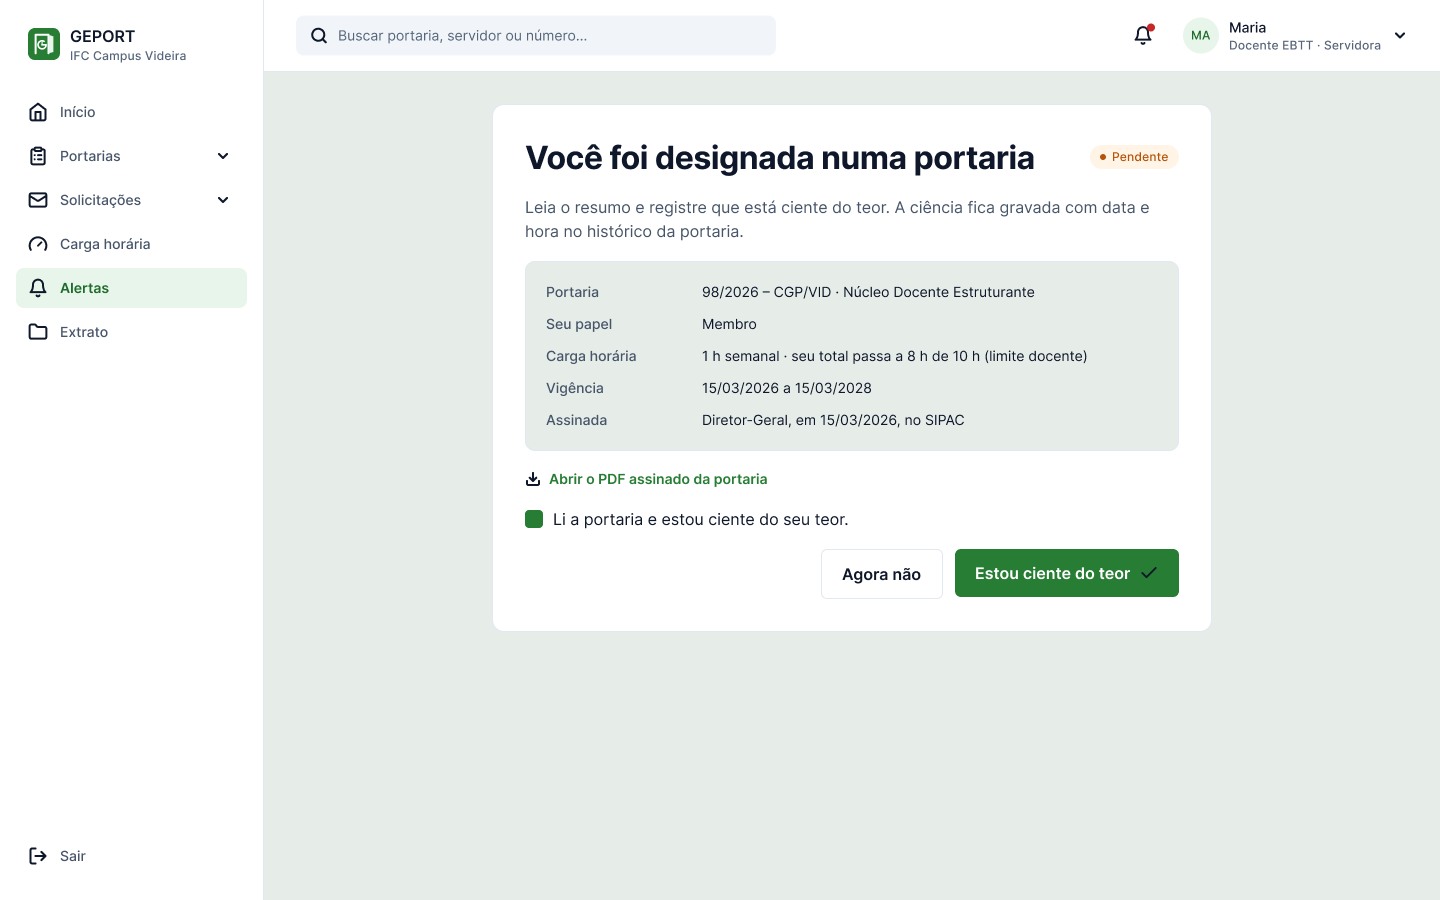 GEPORT
IFC Campus Videira
Início
Portarias
Solicitações
Carga horária
Alertas
Extrato
Sair
Buscar portaria, servidor ou número...
MA
Maria
Docente EBTT · Servidora
Você foi designada numa portaria
Pendente
Leia o resumo e registre que está ciente do teor. A ciência fica gravada com data e
hora no histórico da portaria.
Portaria 98/2026 – CGP/VID · Núcleo Docente Estruturante
Seu papel Membro
Carga horária 1 h semanal · seu total passa a 8 h de 10 h (limite docente)
Vigência 15/03/2026 a 15/03/2028
Assinada Diretor-Geral, em 15/03/2026, no SIPAC
Abrir o PDF assinado da portaria
Li a portaria e estou ciente do seu teor.
Agora não
Estou ciente do teor